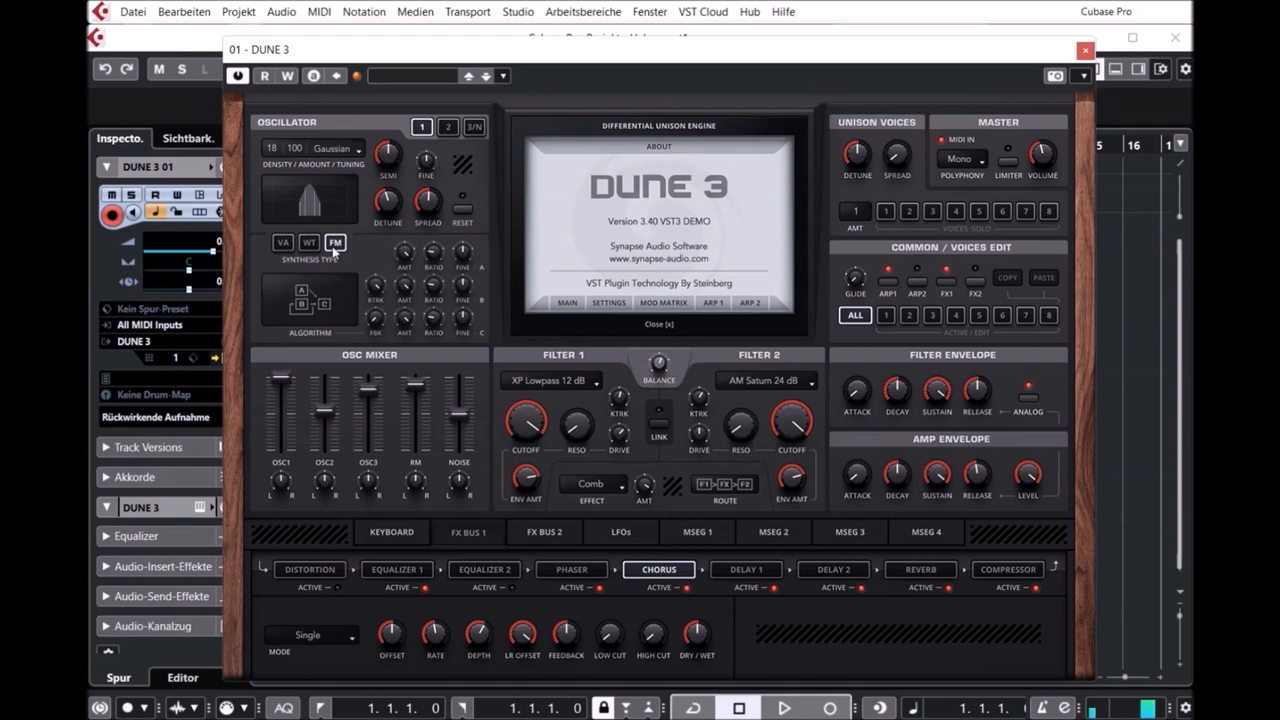 Datei Bearbeiten Projekt Audio MIDI Notation Medien Transport Studio Arbeitsbereiche Fenster VST Cloud Hub Hilfe Cubase Pro
01 - DUNE 3
R W
M S L
Inspecto. Sichtbark.
DUNE 3 01
M S R W
C
Kein Spur-Preset
All MIDI Inputs
DUNE 3
1
Keine Drum-Map
Rückwirkende Aufnahme
Track Versions
Akkorde
DUNE 3
Equalizer
Audio-Insert-Effekte
Audio-Send-Effekte
Audio-Kanalzug
Spur Editor
5 16 1
OSCILLATOR 1 2 3/N
18 100 Gaussian
DENSITY / AMOUNT / TUNING
SEMI FINE
DETUNE SPREAD RESET
VA WT FM
SYNTHESIS TYPE
AMT RATIO FINE A
KTRK AMT RATIO FINE B
FBK AMT RATIO FINE C
A
B C
ALGORITHM
DIFFERENTIAL UNISON ENGINE
ABOUT
DUNE 3
Version 3.40 VST3 DEMO
Synapse Audio Software
www.synapse-audio.com
VST Plugin Technology By Steinberg
MAIN SETTINGS MOD MATRIX ARP 1 ARP 2
Close [x]
UNISON VOICES
DETUNE SPREAD
MASTER
MIDI IN
Mono
POLYPHONY LIMITER VOLUME
1 1 2 3 4 5 6 7 8
AMT VOICES SOLO
COMMON / VOICES EDIT
GLIDE ARP1 ARP2 FX1 FX2 COPY PASTE
ALL 1 2 3 4 5 6 7 8
ACTIVE / EDIT
OSC MIXER
OSC1 OSC2 OSC3 RM NOISE
L R L R L R L R L R
FILTER 1 FILTER 2
XP Lowpass 12 dB BALANCE AM Saturn 24 dB
KTRK KTRK
CUTOFF RESO DRIVE LINK DRIVE RESO CUTOFF
ENV AMT Comb EFFECT AMT F1 FX F2 ROUTE ENV AMT
FILTER ENVELOPE
ATTACK DECAY SUSTAIN RELEASE ANALOG
AMP ENVELOPE
ATTACK DECAY SUSTAIN RELEASE LEVEL
KEYBOARD FX BUS 1 FX BUS 2 LFOs MSEG 1 MSEG 2 MSEG 3 MSEG 4
DISTORTION EQUALIZER 1 EQUALIZER 2 PHASER CHORUS DELAY 1 DELAY 2 REVERB COMPRESSOR
ACTIVE ACTIVE ACTIVE ACTIVE ACTIVE ACTIVE ACTIVE ACTIVE ACTIVE
Single
MODE OFFSET RATE DEPTH LR OFFSET FEEDBACK LOW CUT HIGH CUT DRY / WET
AQ 1. 1. 1. 0 1. 1. 1. 0 1. 1. 1.